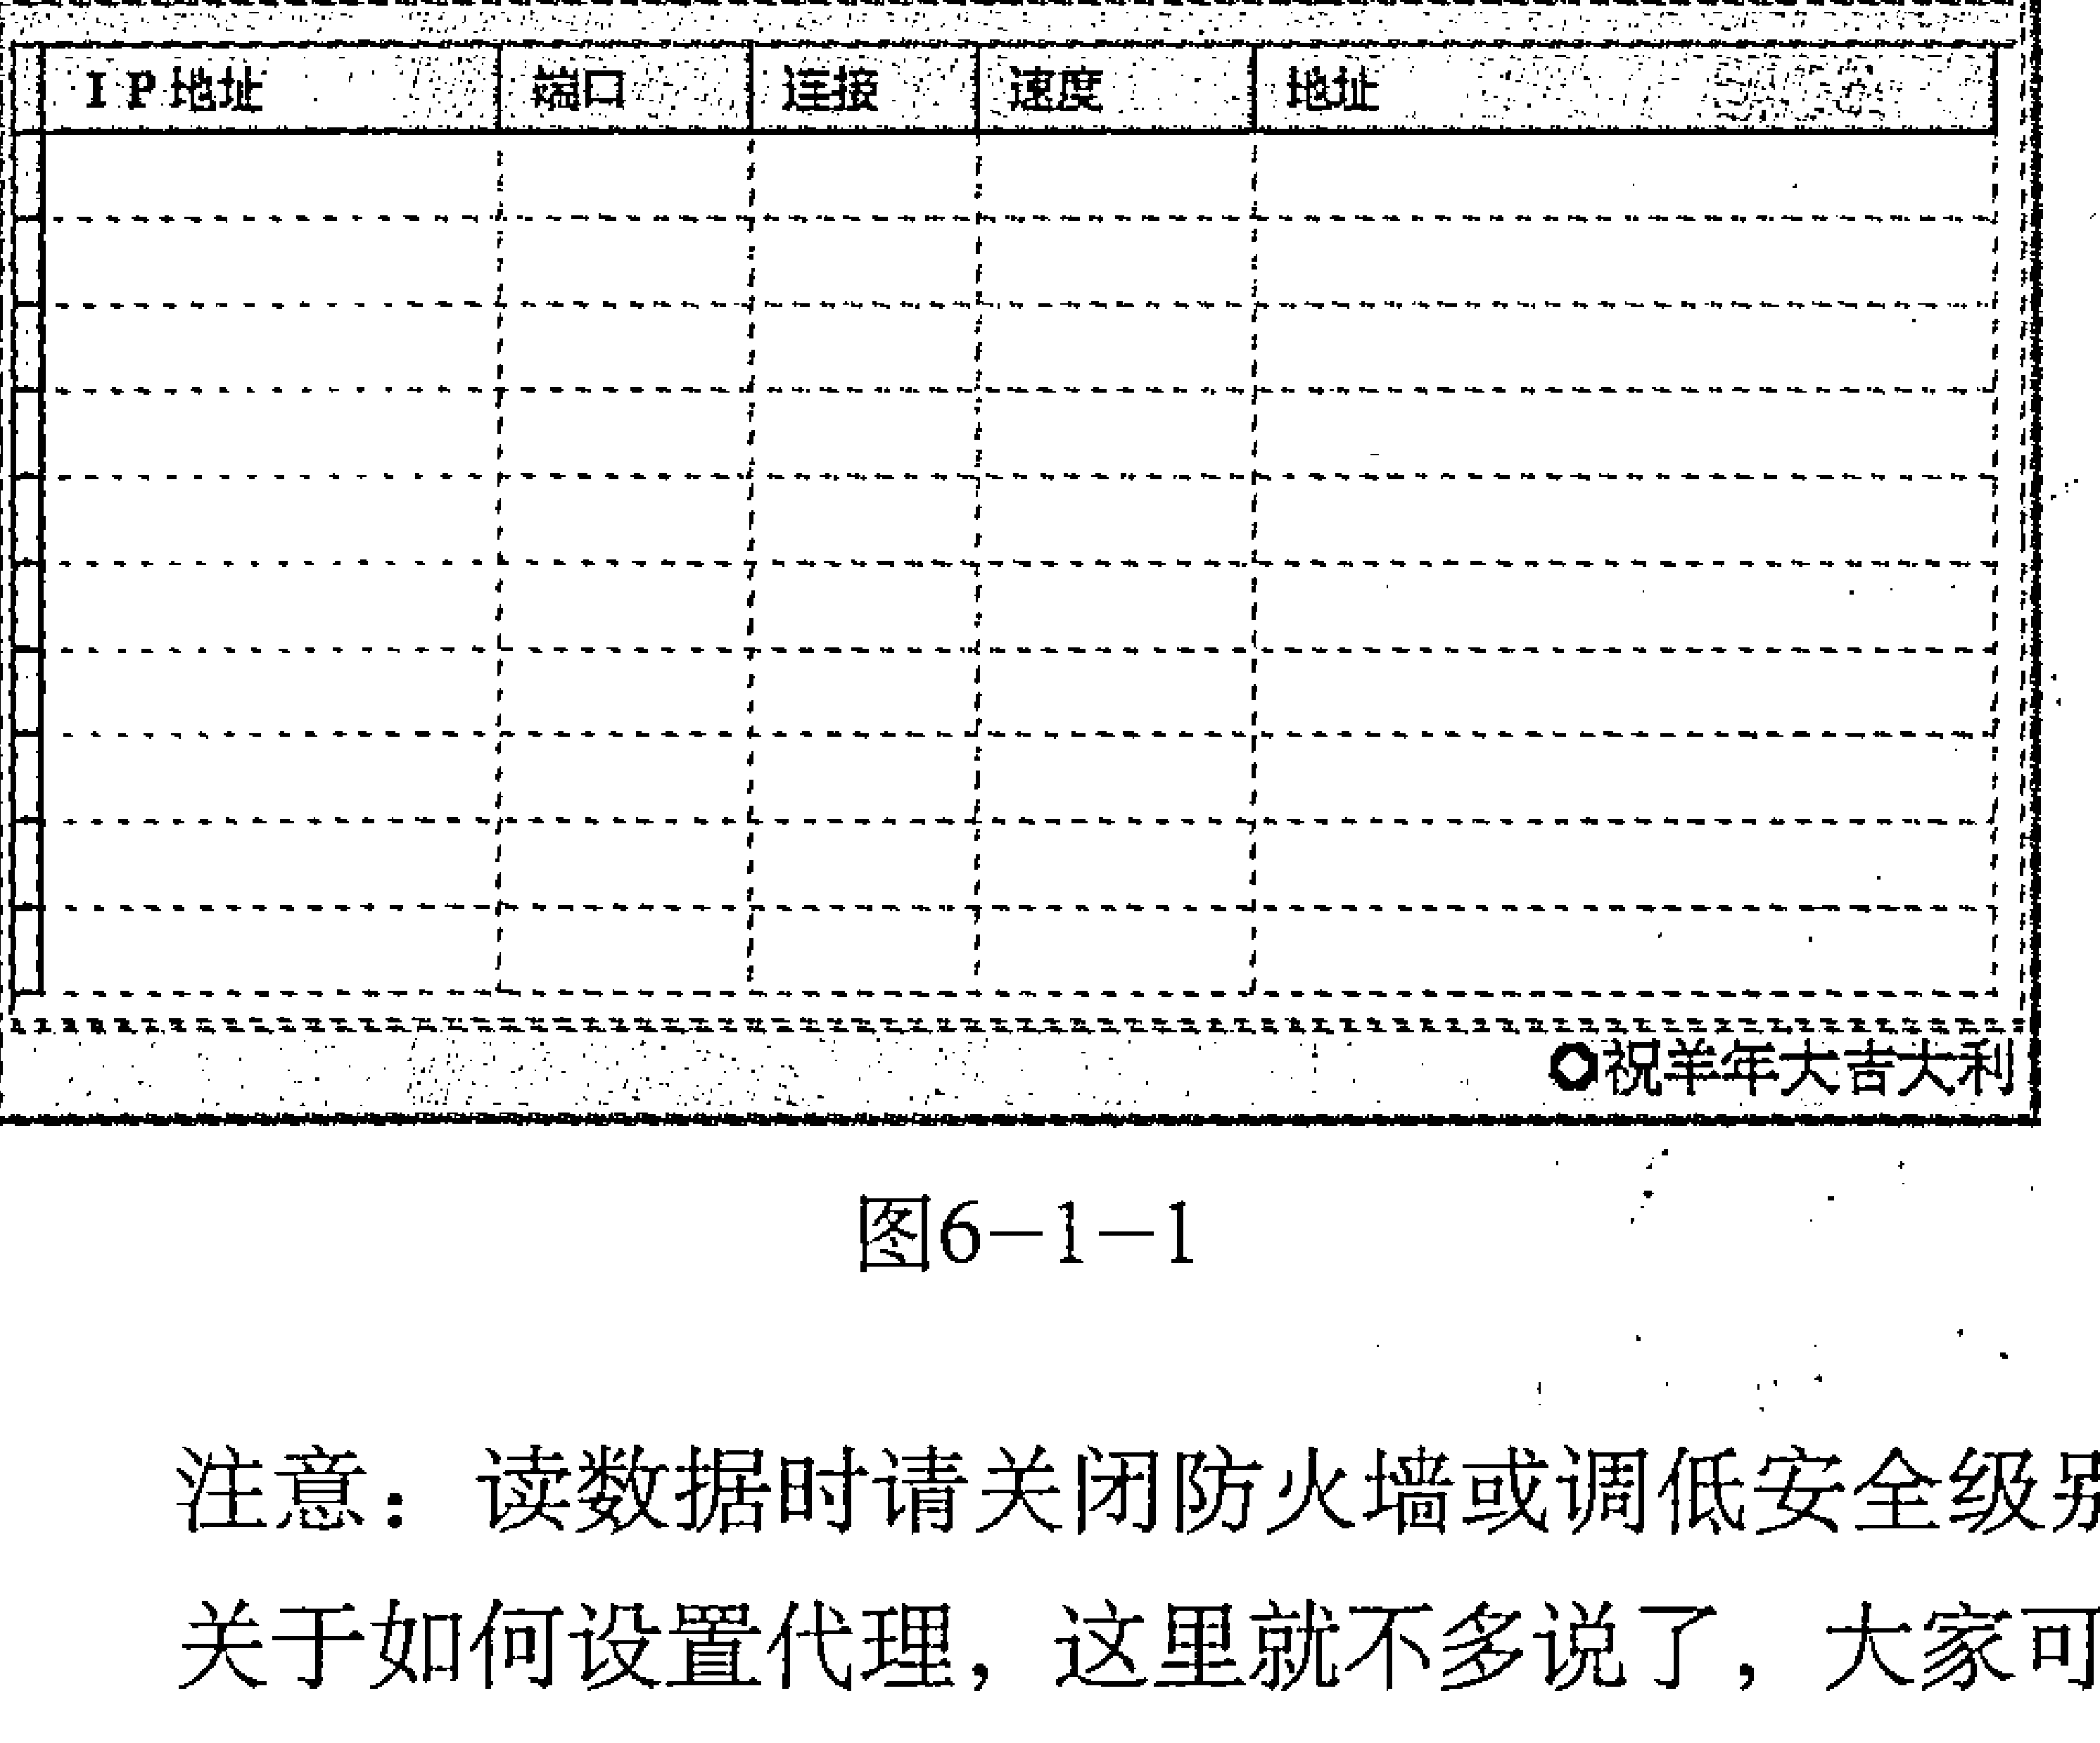 IP地址 端口 连接 速度 地址
祝羊年大吉大利
图6-1-1
注意：读数据时请关闭防火墙或调低安全级别
关于如何设置代理，这里就不多说了，大家可